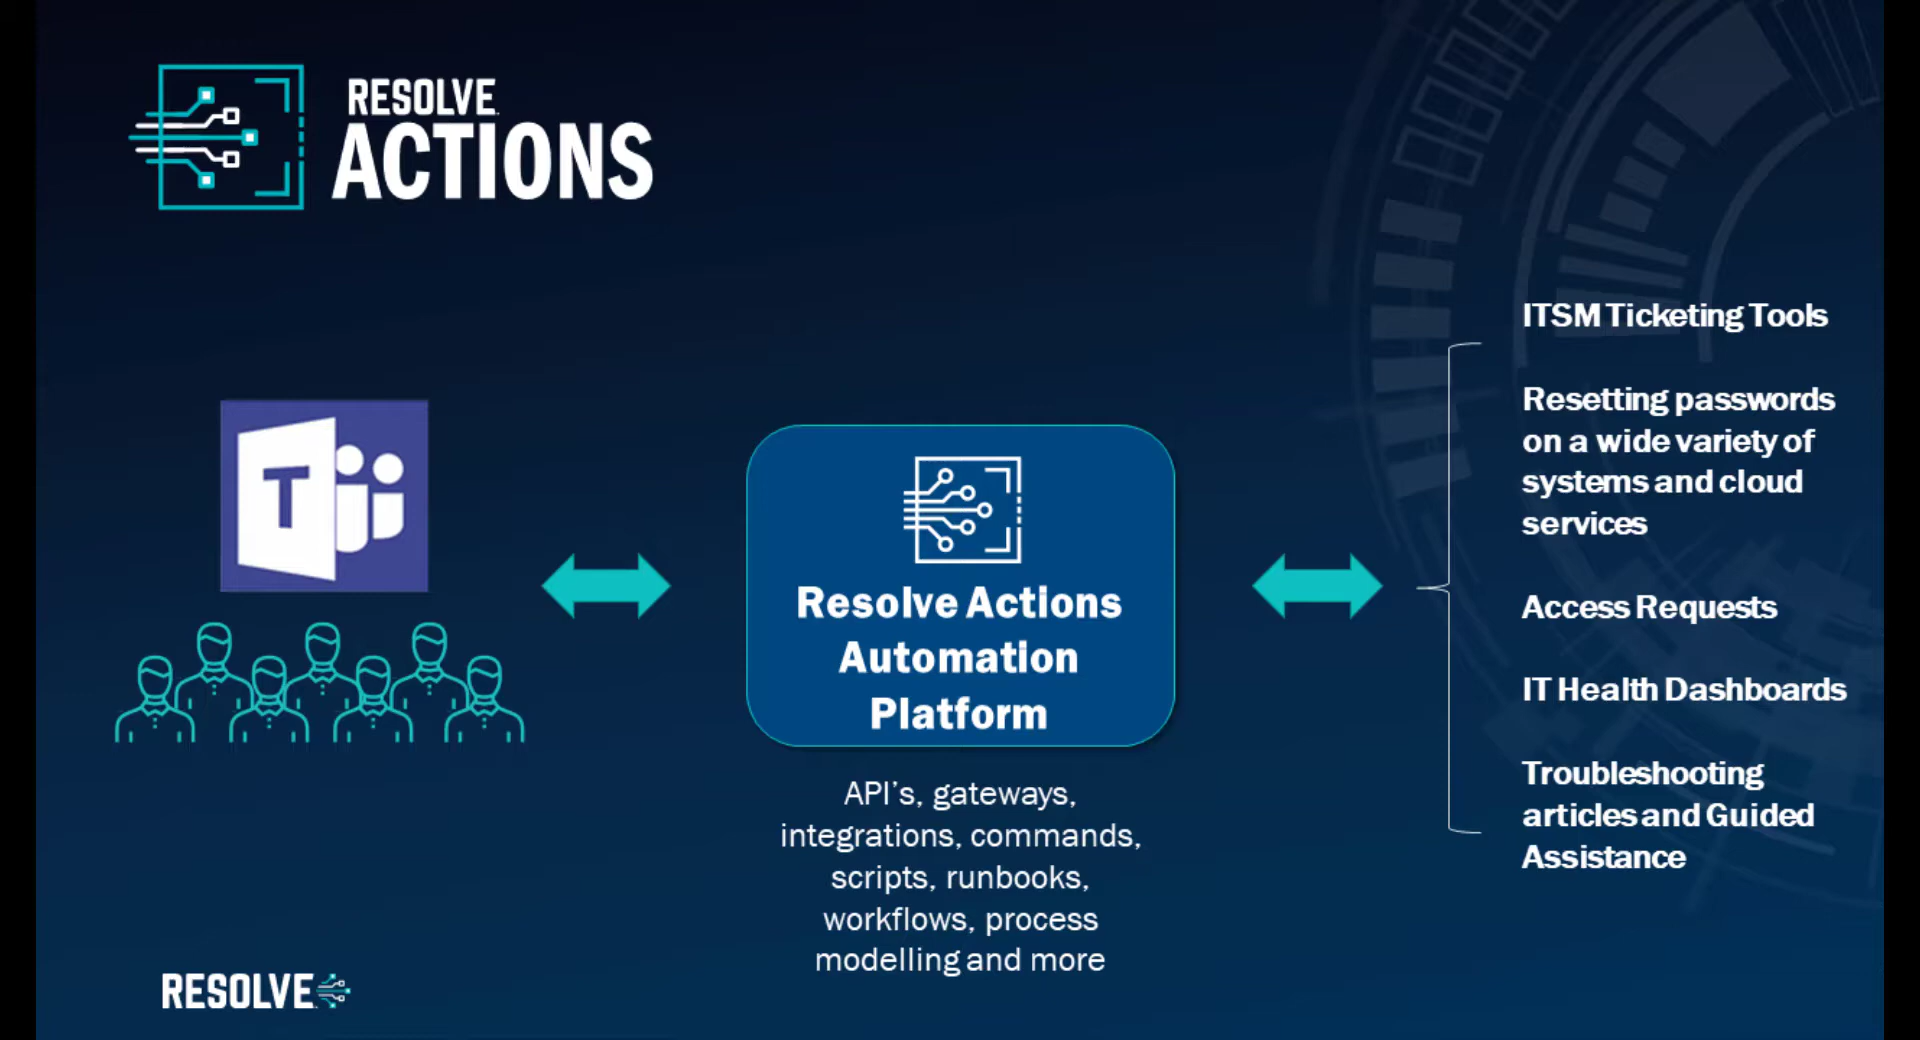 RESOLVE
ACTIONS
T
Resolve Actions
Automation
Platform
API's, gateways,
integrations, commands,
scripts, runbooks,
workflows, process
modelling and more
ITSM Ticketing Tools
Resetting passwords
on a wide variety of
systems and cloud
services
Access Requests
IT Health Dashboards
Troubleshooting
articles and Guided
Assistance
RESOLVE